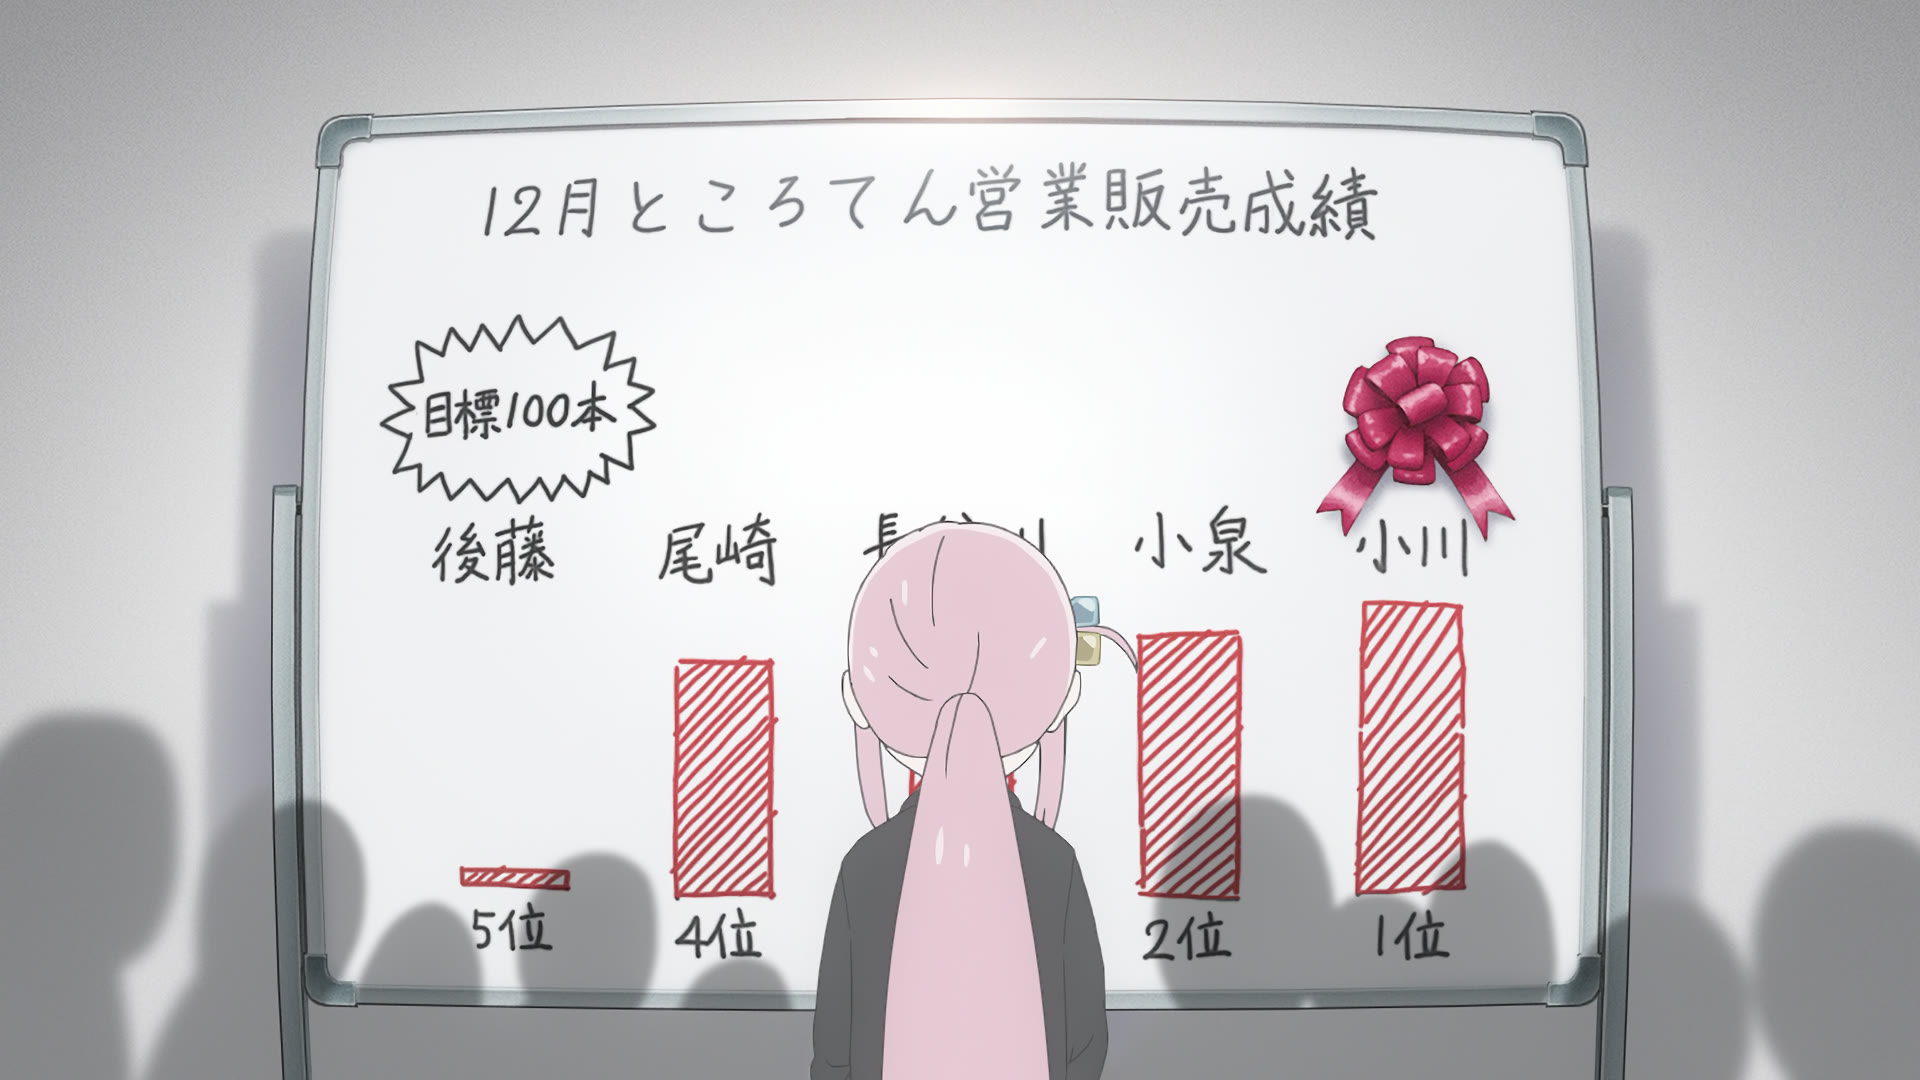 12月ところてん営業販売成績
目標100本
後藤 尾崎 小泉 小川
5位 4位 2位 1位